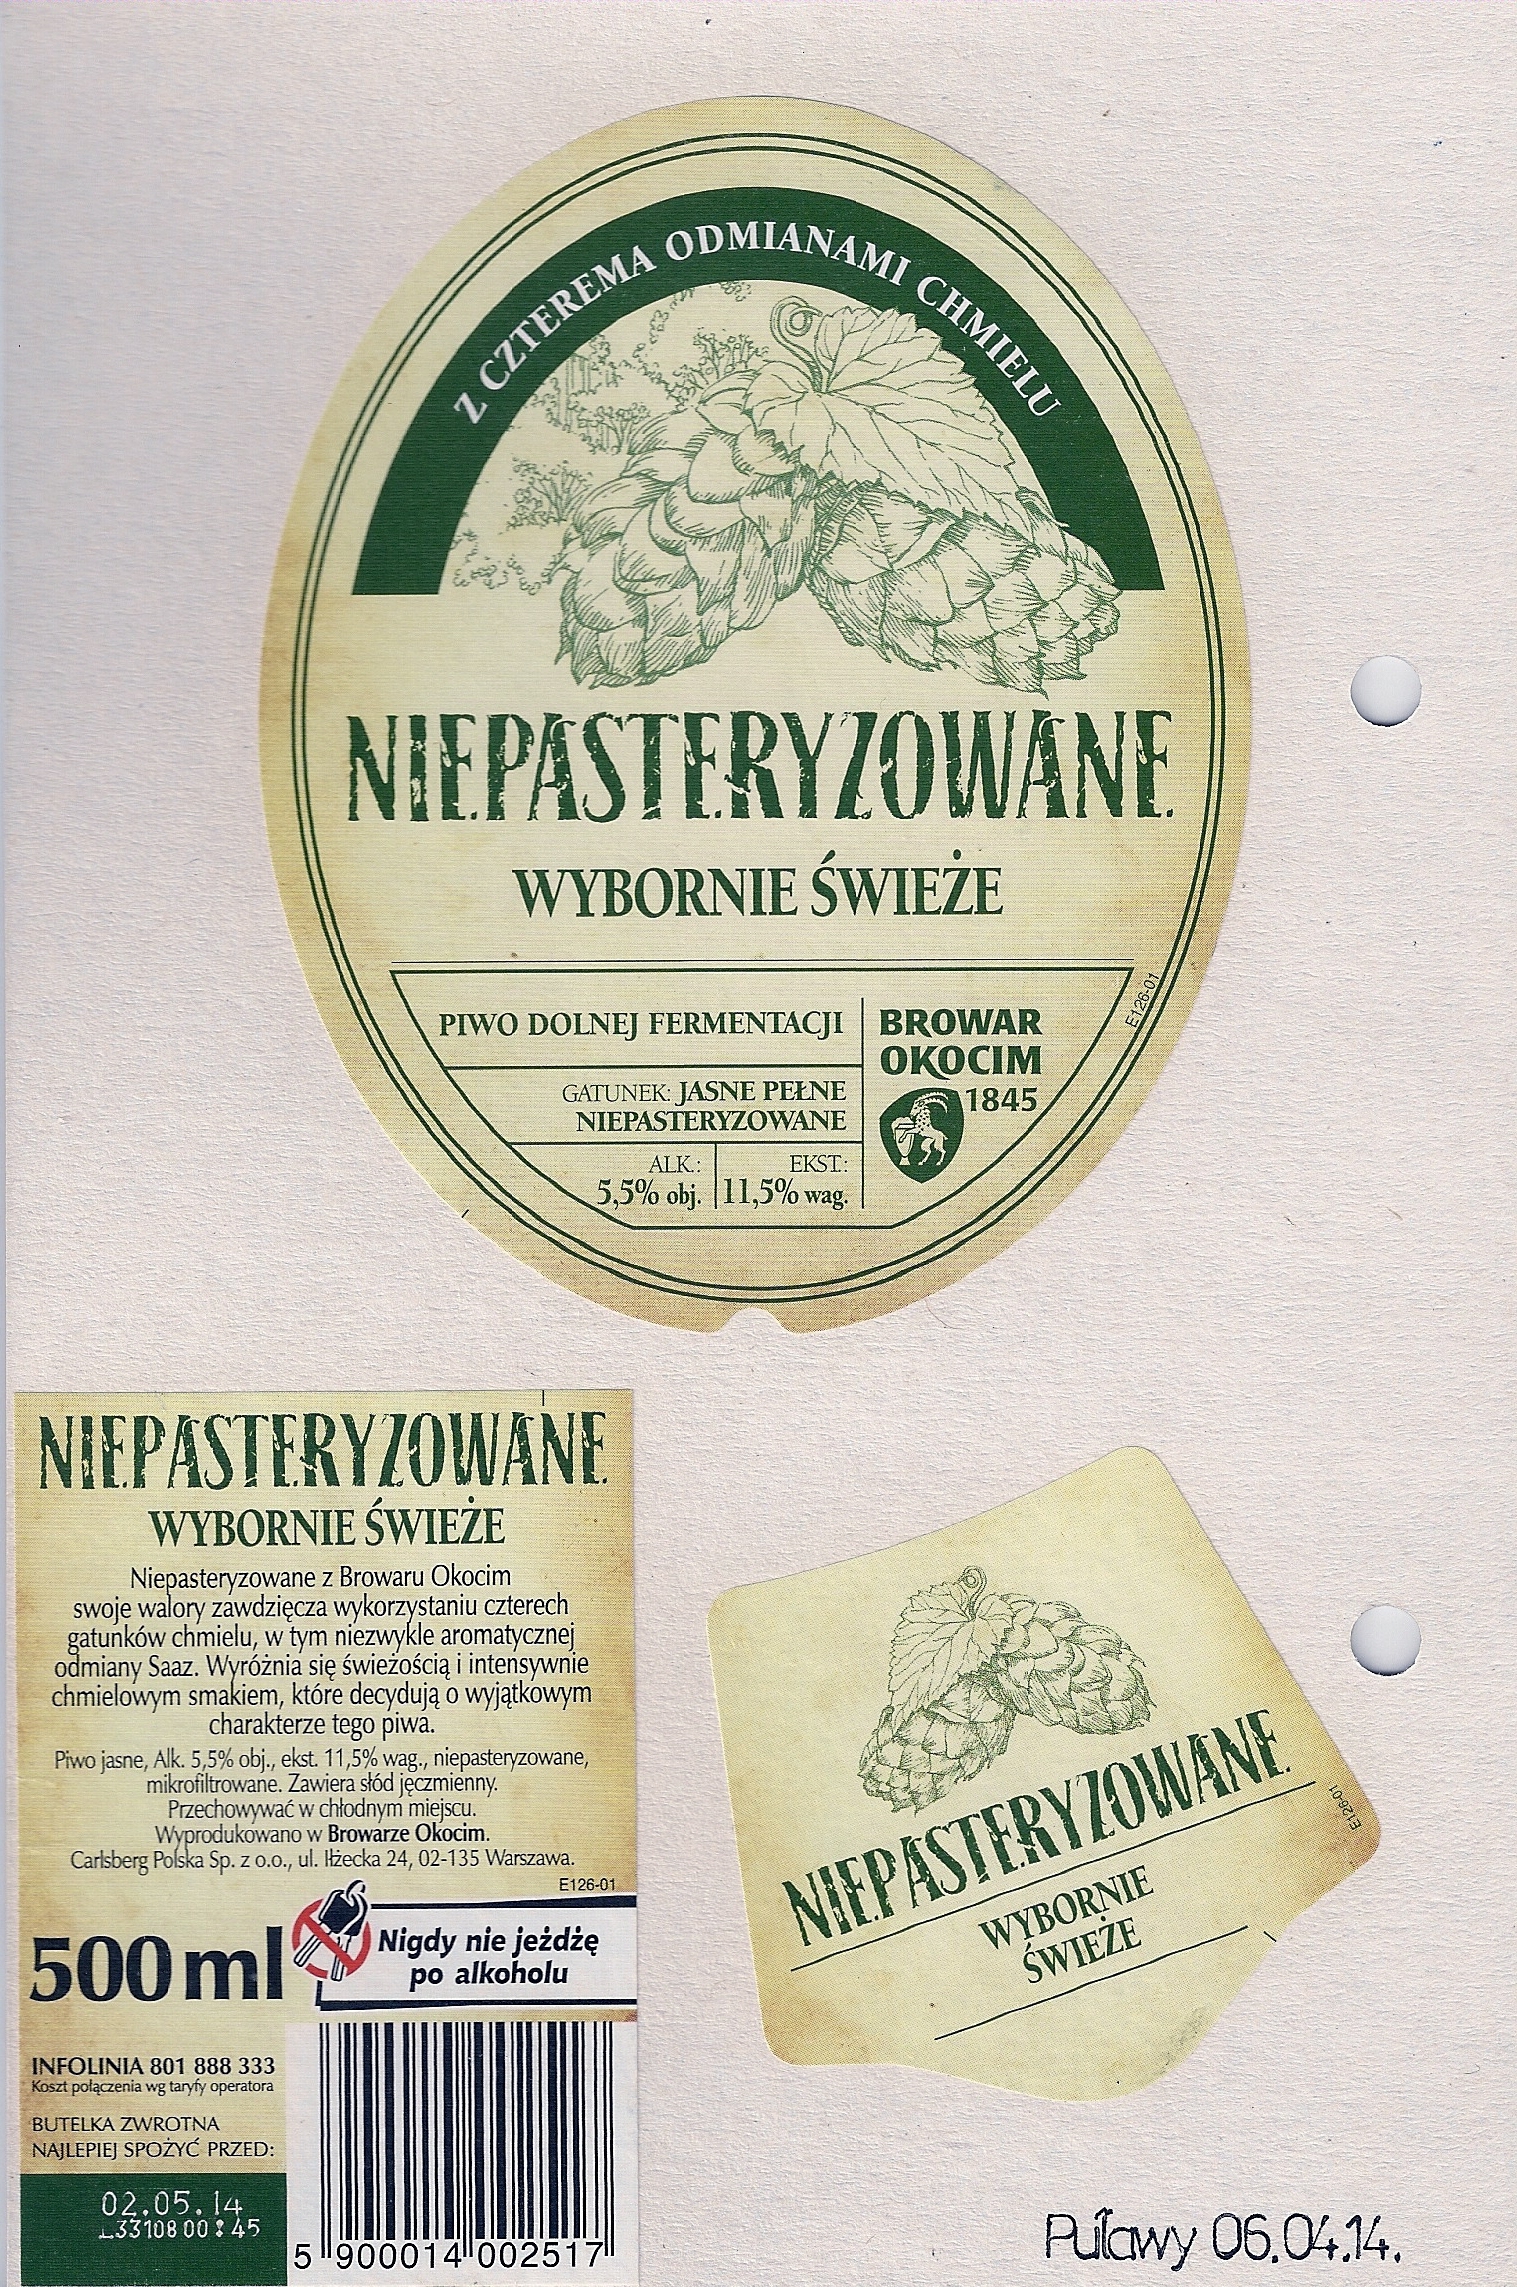 Z CZTEREMA ODMIANAMI CHMIELU
NIEPASTERYZOWANE
WYBORNIE ŚWIEŻE
PIWO DOLNEJ FERMENTACJI
GATUNEK: JASNE PEŁNE
NIEPASTERYZOWANE
ALK.:
5,5% obj.
EKST.:
11,5% wag.
BROWAR
OKOCIM
1845
E126-01
NIEPASTERYZOWANE
WYBORNIE ŚWIEŻE
Niepasteryzowane z Browaru Okocim
swoje walory zawdzięcza wykorzystaniu czterech
gatunków chmielu, w tym niezwykle aromatycznej
odmiany Saaz. Wyróżnia się świeżością i intensywnie
chmielowym smakiem, które decydują o wyjątkowym
charakterze tego piwa.
Piwo jasne, Alk. 5,5% obj., ekst. 11,5% wag., niepasteryzowane,
mikrofiltrowane. Zawiera słód jęczmienny.
Przechowywać w chłodnym miejscu.
Wyprodukowano w Browarze Okocim.
Carlsberg Polska Sp. z o.o., ul. Iłżecka 24, 02-135 Warszawa.
E126-01
500 ml
Nigdy nie jeżdżę
po alkoholu
INFOLINIA 801 888 333
Koszt połączenia wg taryfy operatora
BUTELKA ZWROTNA
NAJLEPIEJ SPOŻYĆ PRZED:
02.05.14
L33108 00:45
5 900014 002517
NIEPASTERYZOWANE
WYBORNIE
ŚWIEŻE
E126-01
Puławy 06.04.14.